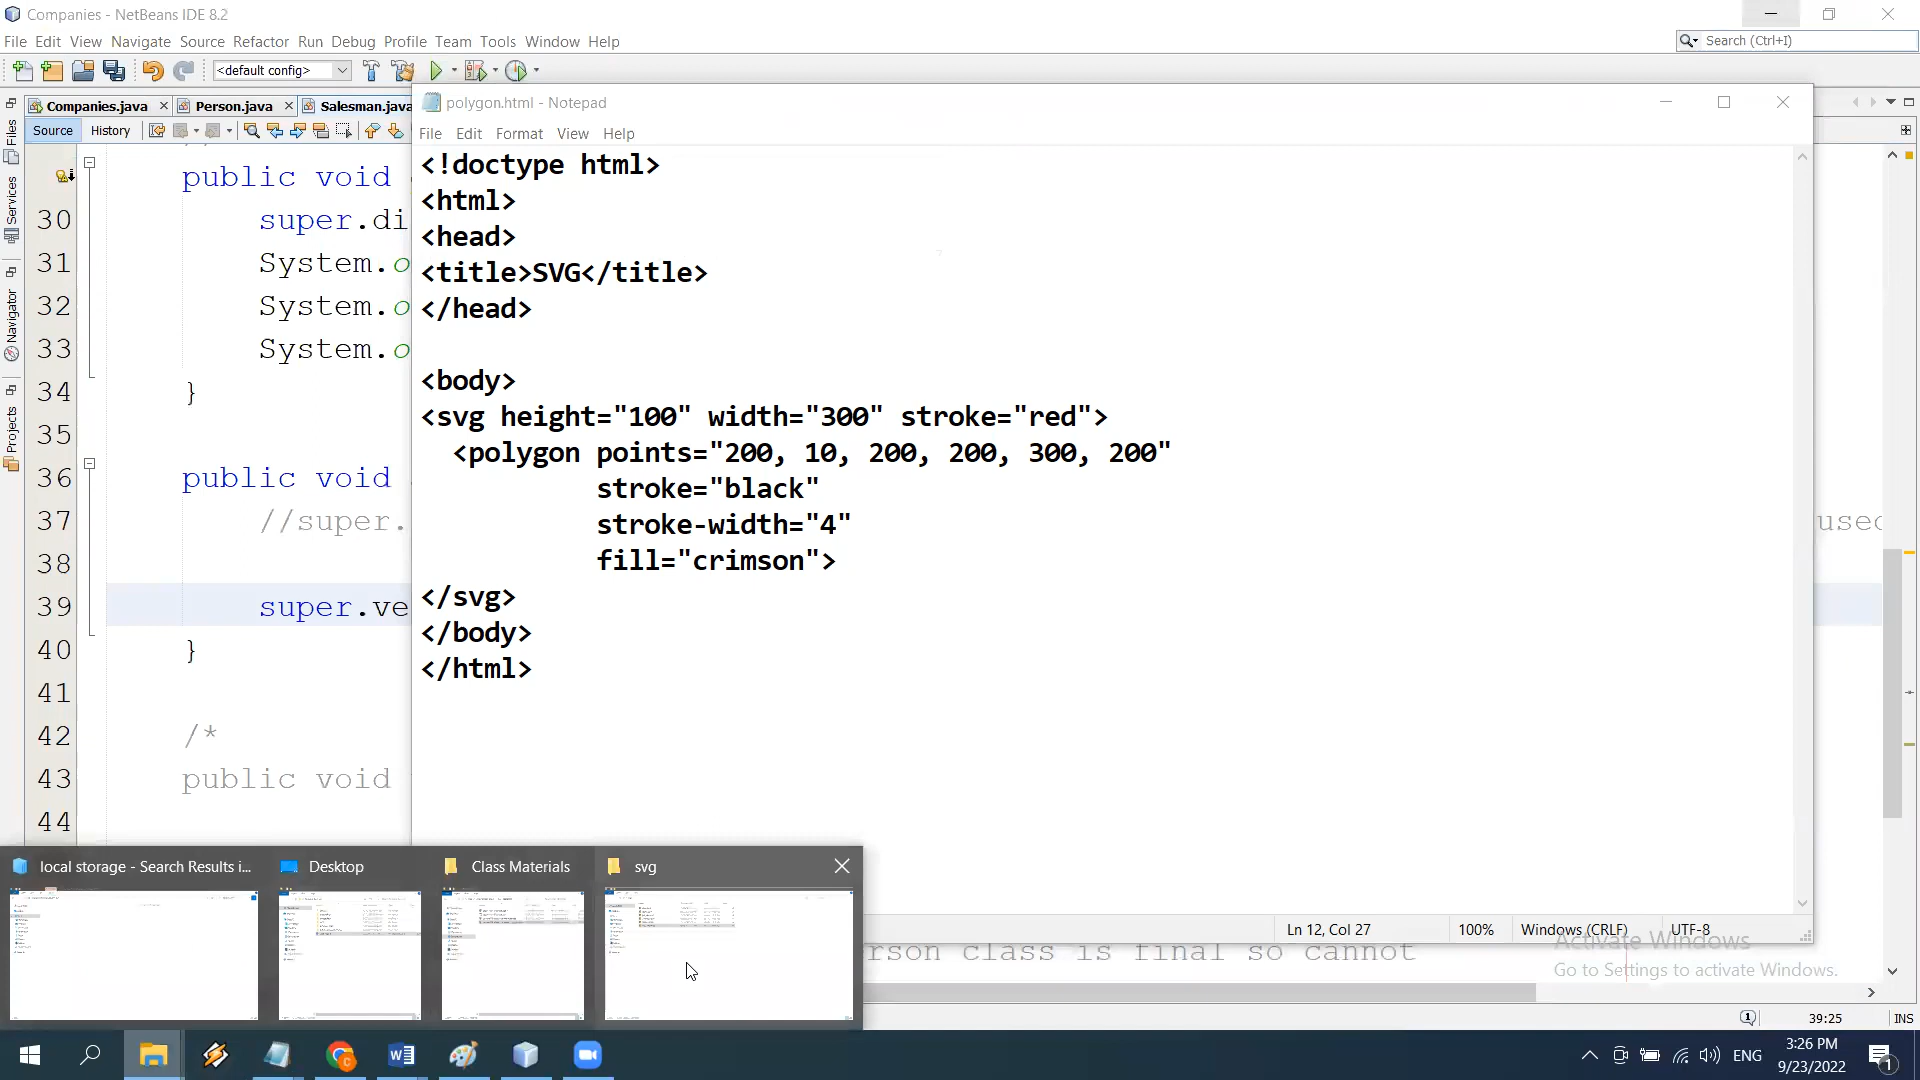 Companies - NetBeans IDE 8.2
File Edit View Navigate Source Refactor Run Debug Profile Team Tools Window Help
Search (Ctrl+I)
<default config>
Companies.java Person.java Salesman.java
Source History
Files
Services
Navigator
Projects
public void
30 super.di
31 System.o
32 System.o
33 System.o
34 }
35
36 public void
37 //super. used
38
39 super.ve
40 }
41
42 /*
43 public void
44
erson class is final so cannot
polygon.html - Notepad
File Edit Format View Help
<!doctype html>
<html>
<head>
<title>SVG</title>
</head>
<body>
<svg height="100" width="300" stroke="red">
<polygon points="200, 10, 200, 200, 300, 200"
stroke="black"
stroke-width="4"
fill="crimson">
</svg>
</body>
</html>
Ln 12, Col 27 100% Windows (CRLF) UTF-8
Activate Windows
Go to Settings to activate Windows.
local storage - Search Results i... Desktop Class Materials svg
39:25 INS
ENG 3:26 PM
9/23/2022
1